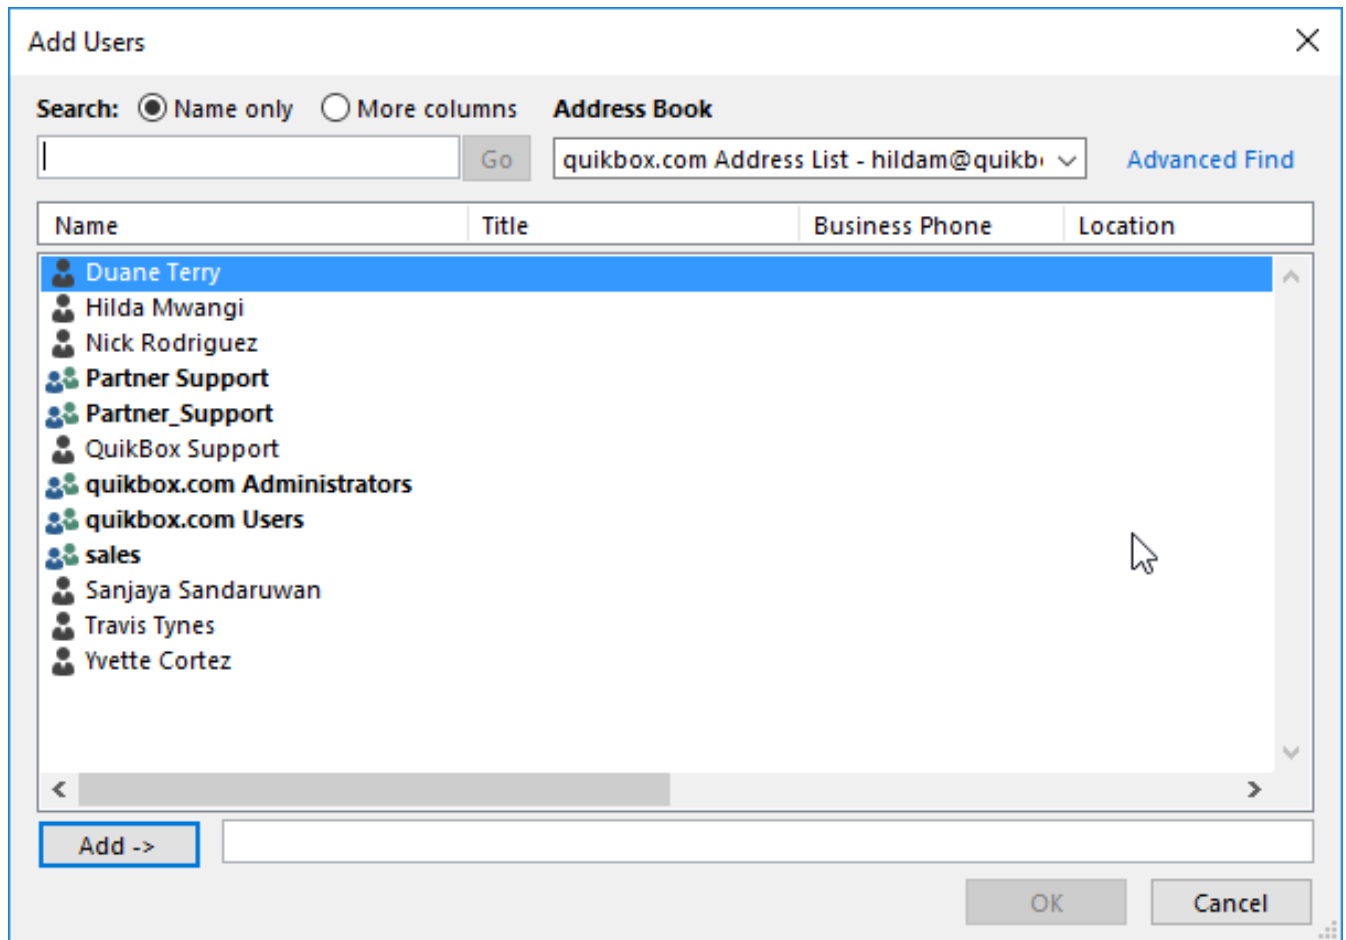 Add Users
Search: Name only More columns Address Book
Go quikbox.com Address List - hildam@quikb Advanced Find
Name Title Business Phone Location
Duane Terry
Hilda Mwangi
Nick Rodriguez
Partner Support
Partner_Support
QuikBox Support
quikbox.com Administrators
quikbox.com Users
sales
Sanjaya Sandaruwan
Travis Tynes
Yvette Cortez
Add ->
OK Cancel